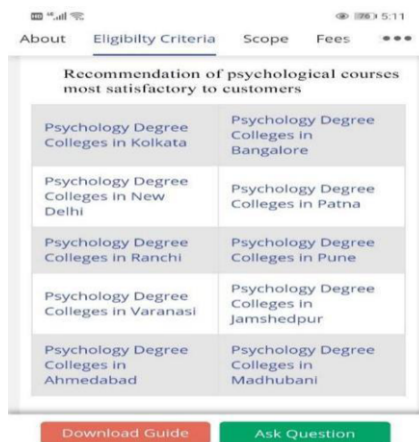 5:11
About Eligibilty Criteria Scope Fees
Recommendation of psychological courses
most satisfactory to customers
Psychology Degree
Colleges in Kolkata
Psychology Degree
Colleges in
Bangalore
Psychology Degree
Colleges in New
Delhi
Psychology Degree
Colleges in Patna
Psychology Degree
Colleges in Ranchi
Psychology Degree
Colleges in Pune
Psychology Degree
Colleges in Varanasi
Psychology Degree
Colleges in
Jamshedpur
Psychology Degree
Colleges in
Ahmedabad
Psychology Degree
Colleges in
Madhubani
Download Guide
Ask Question